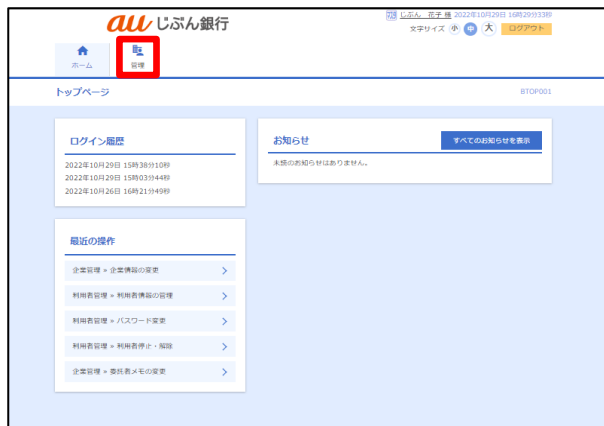 au じぶん銀行
じぶん 花子 様 2022年10月29日 16時29分33秒
文字サイズ 小 中 大 ログアウト
ホーム
管理
トップページ
BTOP001
ログイン履歴
2022年10月29日 15時38分10秒
2022年10月29日 15時03分44秒
2022年10月26日 16時21分49秒
お知らせ
すべてのお知らせを表示
未読のお知らせはありません。
最近の操作
企業管理 » 企業情報の変更
利用者管理 » 利用者情報の管理
利用者管理 » パスワード変更
利用者管理 » 利用者停止・解除
企業管理 » 委託者メモの変更